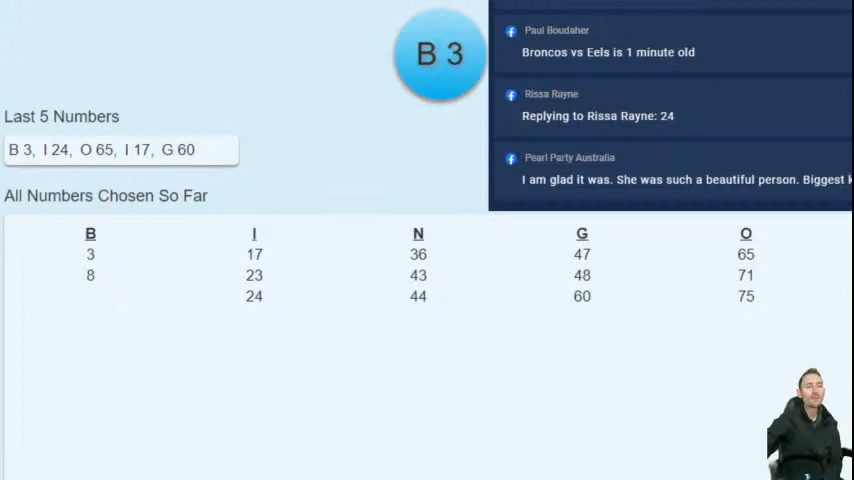 B 3
Paul Boudaher
Broncos vs Eels is 1 minute old
Rissa Rayne
Replying to Rissa Rayne: 24
Pearl Party Australia
I am glad it was. She was such a beautiful person. Biggest
Last 5 Numbers
B 3, I 24, O 65, I 17, G 60
All Numbers Chosen So Far
B I N G O
3 17 36 47 65
8 23 43 48 71
24 44 60 75